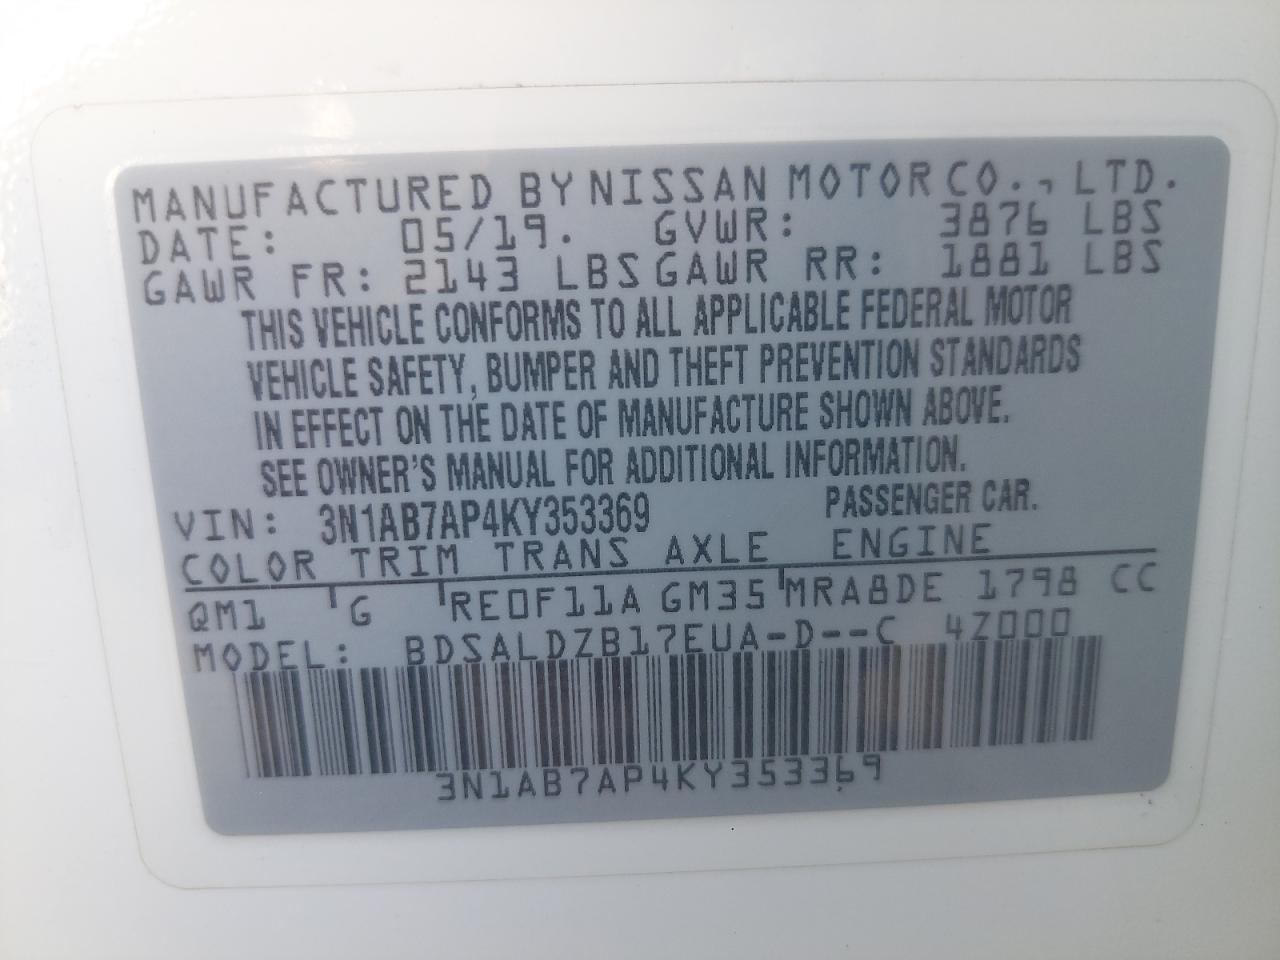 MANUFACTURED BY NISSAN MOTOR CO., LTD.
DATE: 05/19. GVWR: 3876 LBS
GAWR FR: 2143 LBS GAWR RR: 1881 LBS
THIS VEHICLE CONFORMS TO ALL APPLICABLE FEDERAL MOTOR
VEHICLE SAFETY, BUMPER AND THEFT PREVENTION STANDARDS
IN EFFECT ON THE DATE OF MANUFACTURE SHOWN ABOVE.
SEE OWNER'S MANUAL FOR ADDITIONAL INFORMATION.
VIN: 3N1AB7AP4KY353369 PASSENGER CAR.
COLOR TRIM TRANS AXLE ENGINE
QM1 G RE0F11A GM35 MRA8DE 1798 CC
MODEL: BDSALDZB17EUA-D--C 4Z000
3N1AB7AP4KY353369